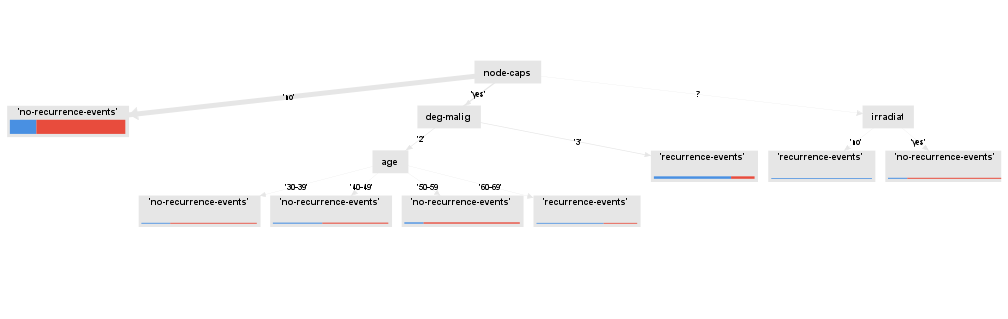 node-caps
'no'
'yes'
?
'no-recurrence-events'
deg-malig
irradiat
'2'
'3'
'no'
'yes'
age
'recurrence-events'
'recurrence-events'
'no-recurrence-events'
'30-39'
'40-49'
'50-59
'60-69'
'no-recurrence-events'
'no-recurrence-events'
'no-recurrence-events'
'recurrence-events'